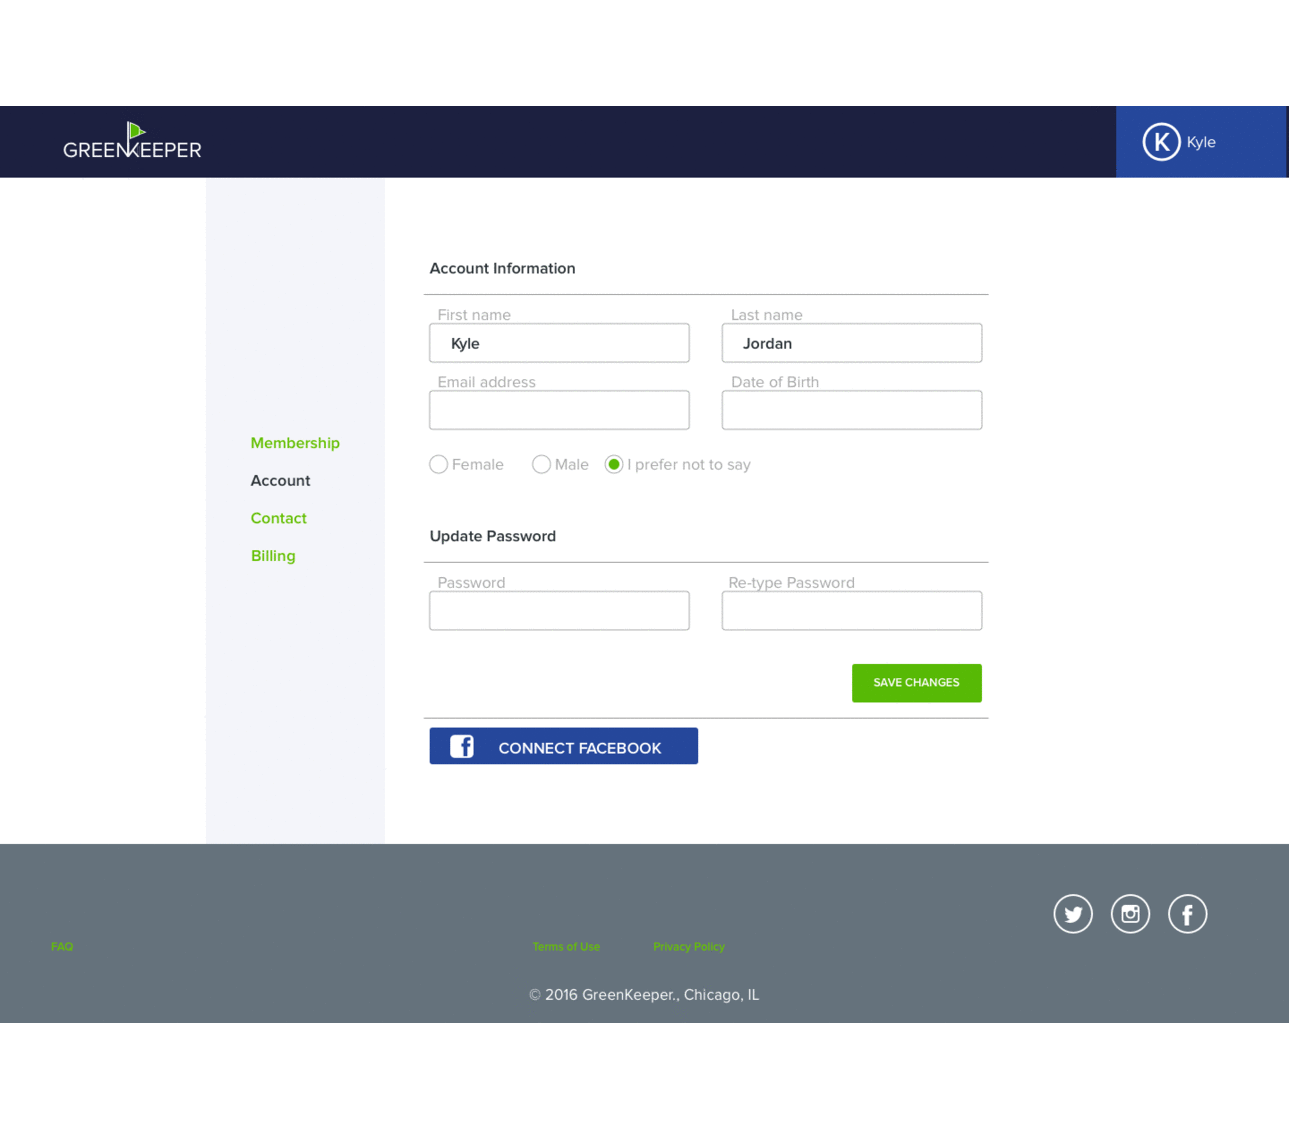 GREENKEEPER
K Kyle
Account Information
First name Last name
Kyle Jordan
Email address Date of Birth
Female Male I prefer not to say
Membership
Account
Contact
Billing
Update Password
Password Re-type Password
SAVE CHANGES
CONNECT FACEBOOK
FAQ Terms of Use Privacy Policy
© 2016 GreenKeeper., Chicago, IL